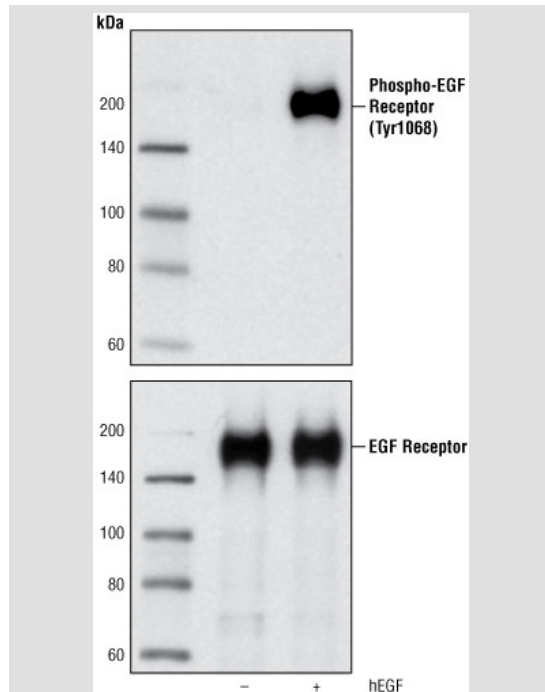 kDa
200
140
100
80
60
Phospho-EGF
Receptor
(Tyr1068)
200
140
100
80
60
EGF Receptor
– + hEGF